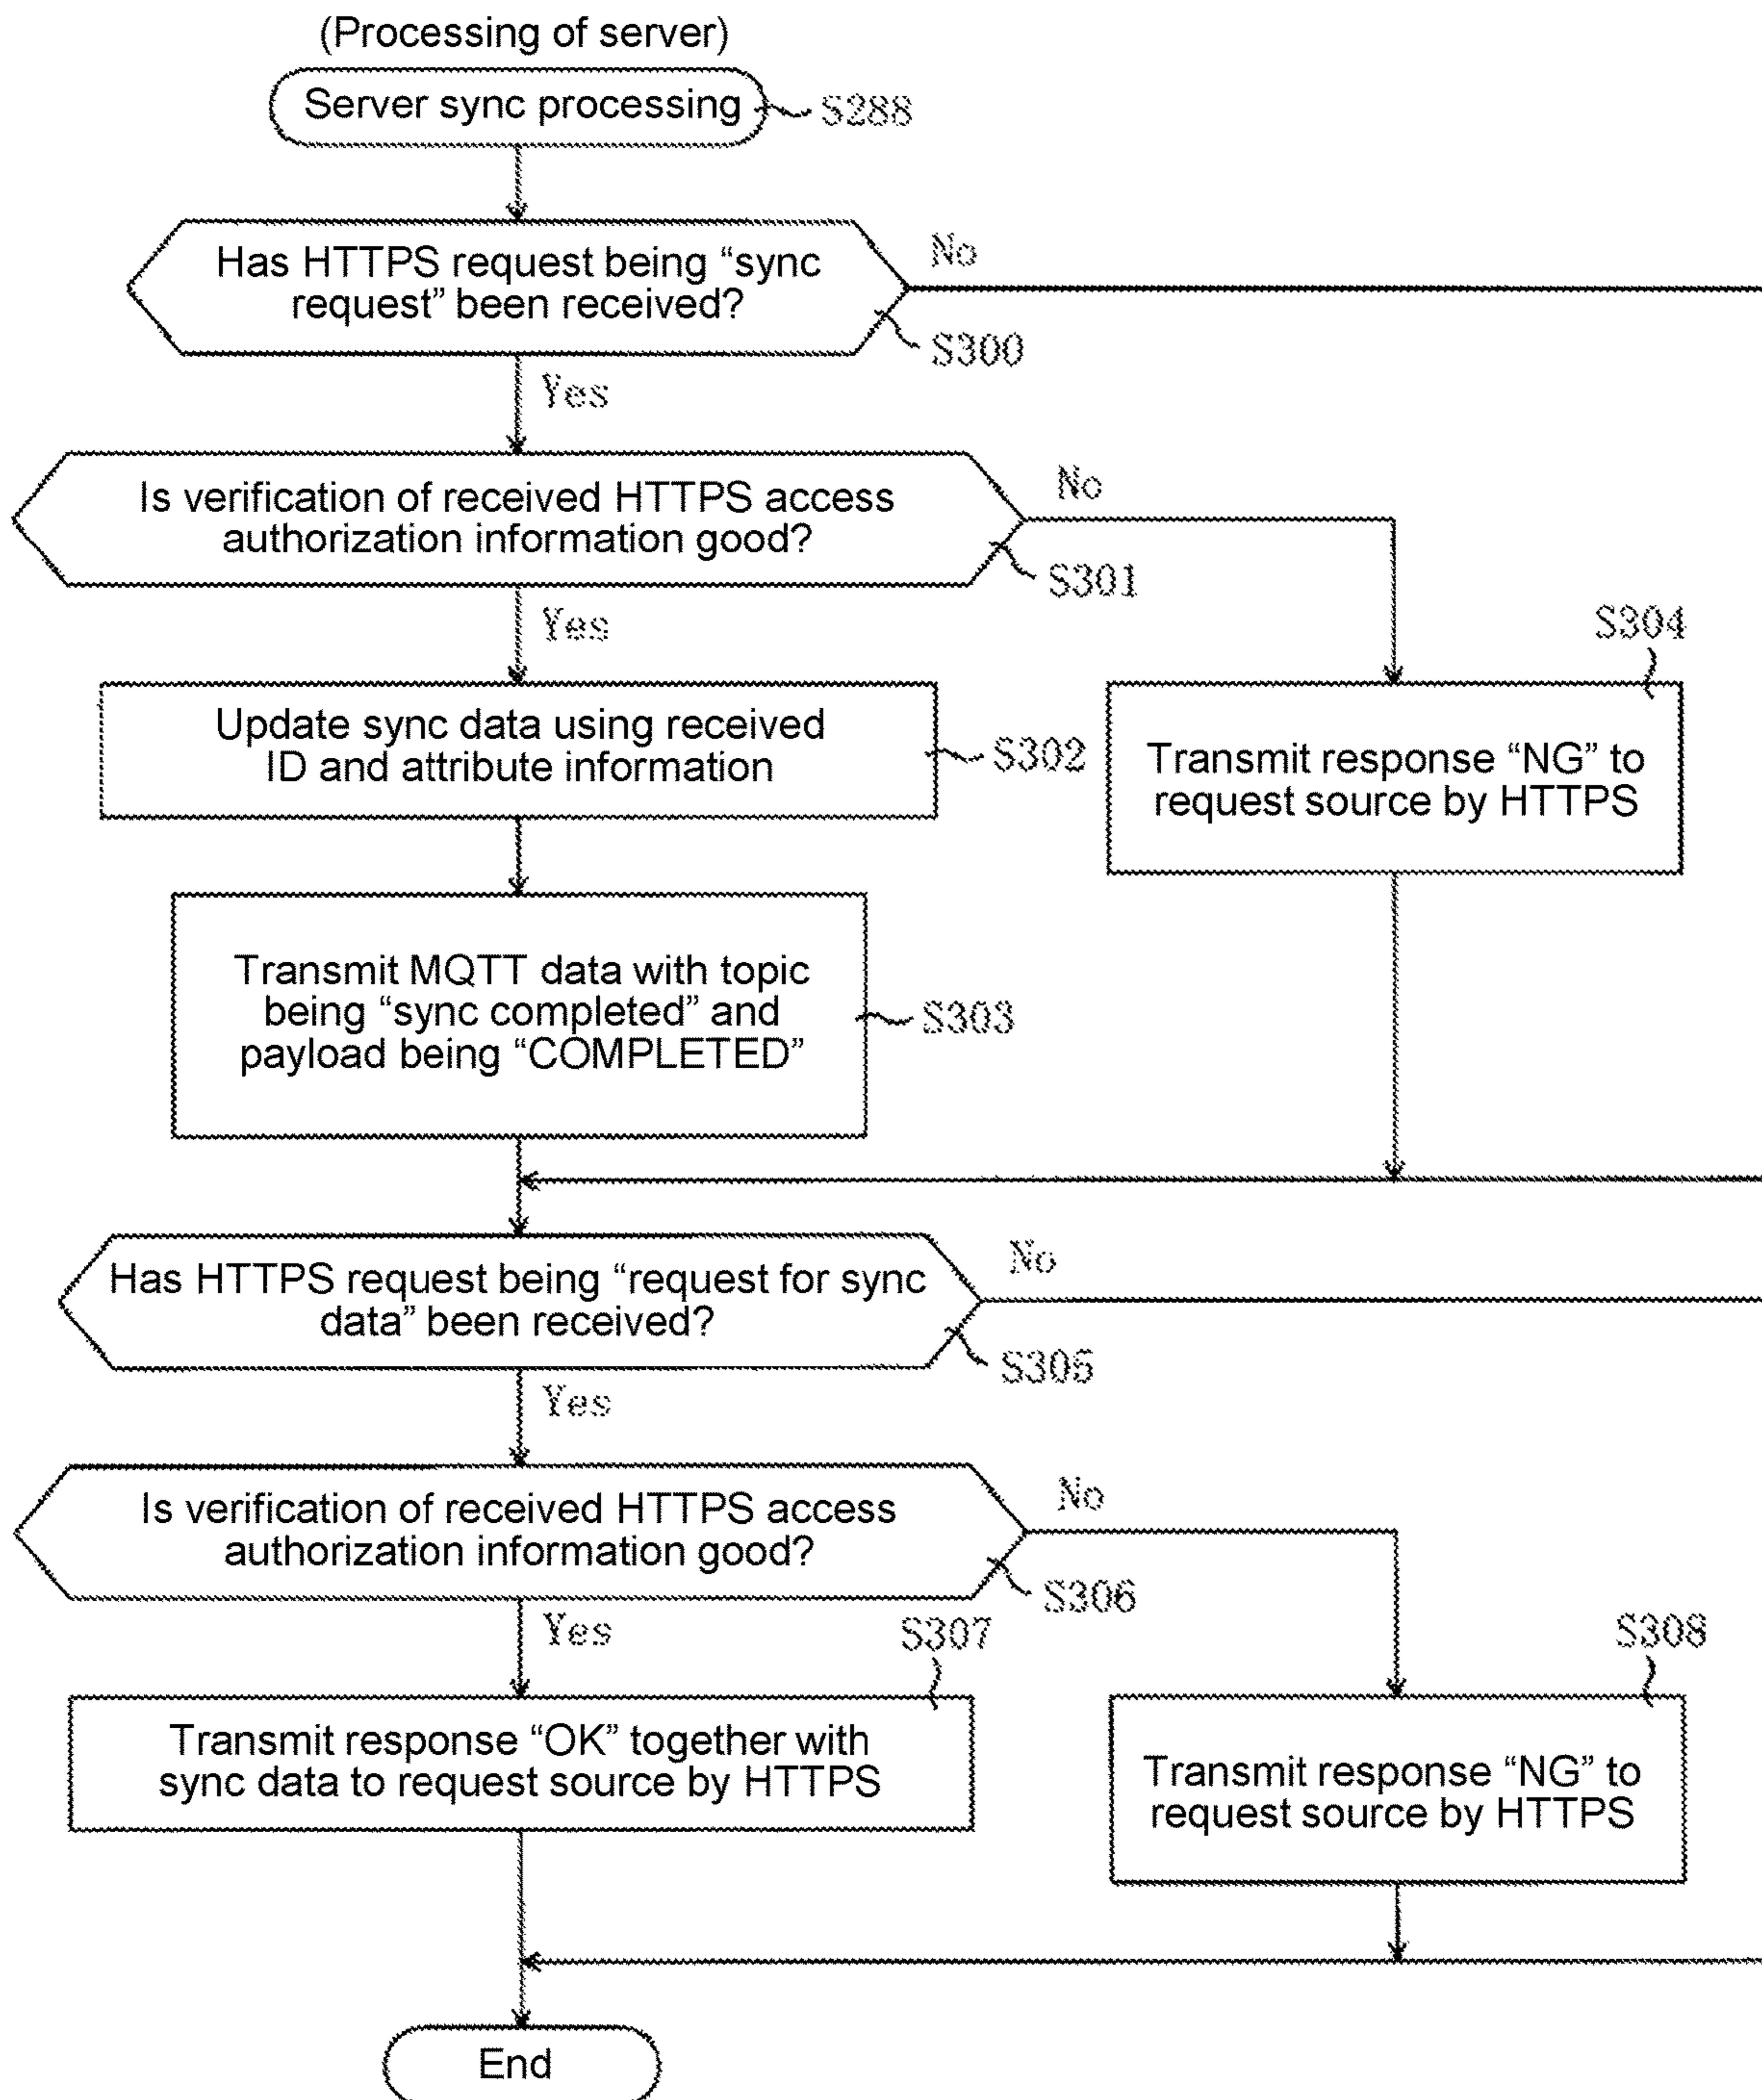 (Processing of server)
Server sync processing
S288
Has HTTPS request being “sync
request” been received?
No
S300
Yes
Is verification of received HTTPS access
authorization information good?
No
S301
Yes
S304
Update sync data using received
ID and attribute information
S302
Transmit response “NG” to
request source by HTTPS
Transmit MQTT data with topic
being “sync completed” and
payload being “COMPLETED”
S303
Has HTTPS request being “request for sync
data” been received?
No
S305
Yes
Is verification of received HTTPS access
authorization information good?
No
S306
Yes
S307
S308
Transmit response “OK” together with
sync data to request source by HTTPS
Transmit response “NG” to
request source by HTTPS
End